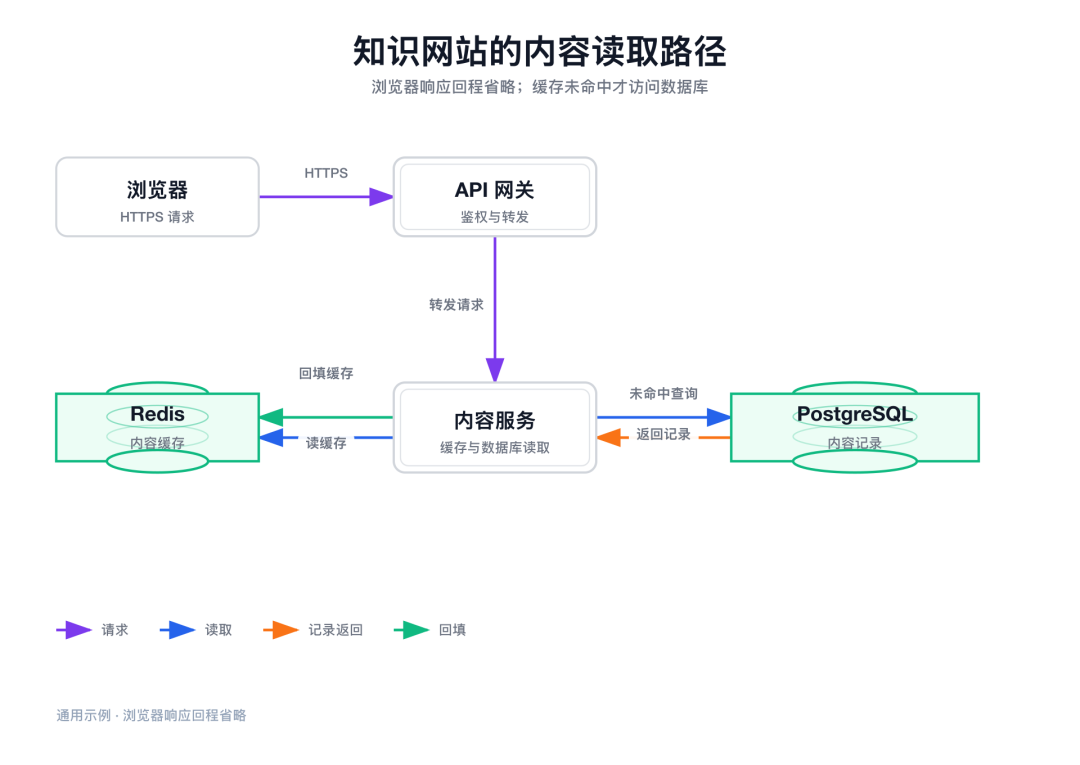 知识网站的内容读取路径
浏览器响应回程省略；缓存未命中才访问数据库
浏览器
HTTPS 请求
HTTPS
API 网关
鉴权与转发
转发请求
回填缓存
未命中查询
Redis
内容缓存
读缓存
内容服务
缓存与数据库读取
返回记录
PostgreSQL
内容记录
请求
读取
记录返回
回填
通用示例 · 浏览器响应回程省略